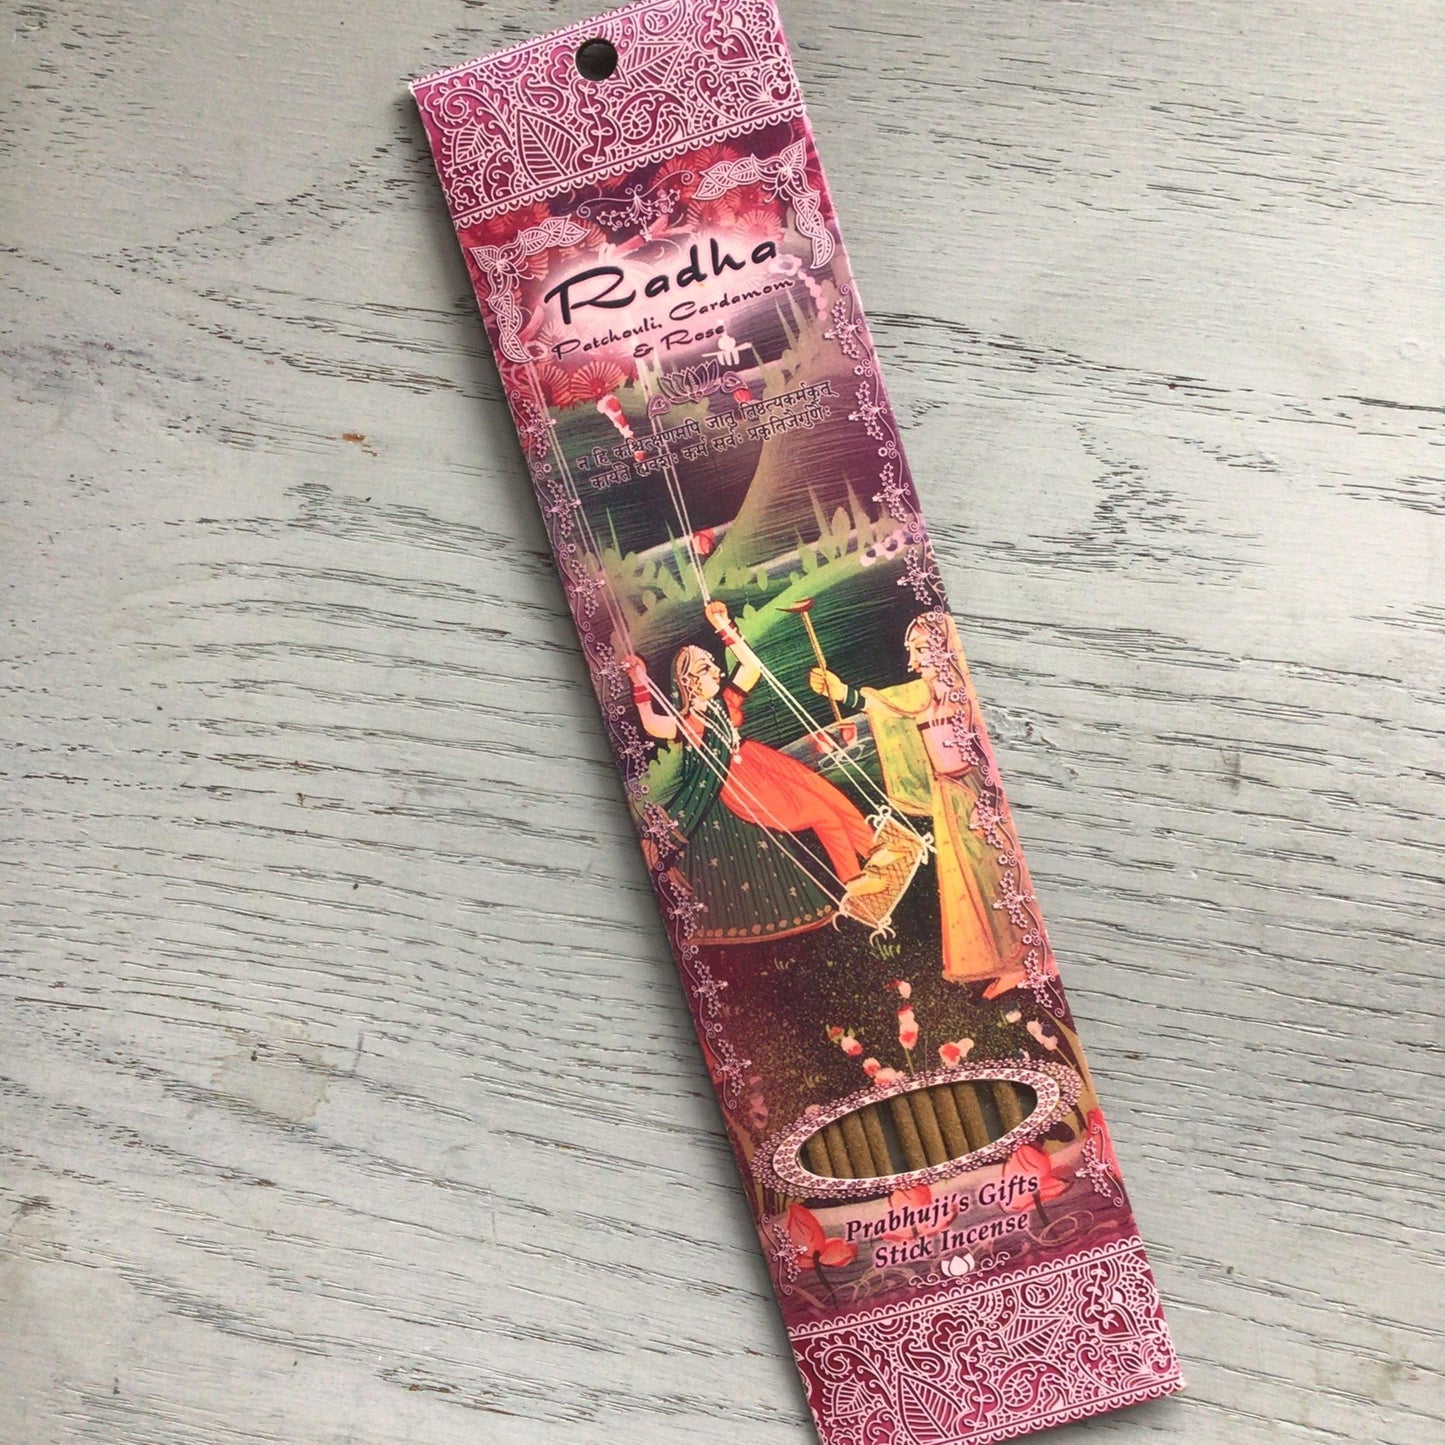 Radha
Patchouli, Cardamom
& Rose
न हि कश्चित्क्षणमपि जातु तिष्ठत्यकर्मकृत्
कार्यते ह्यवशः कर्म सर्वः प्रकृतिजैर्गुणैः
Prabhuji's Gifts
Stick Incense